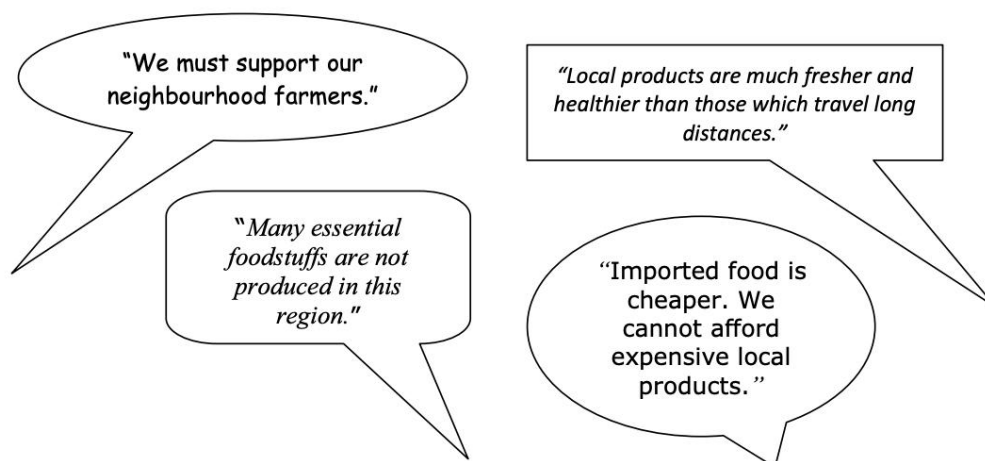 “We must support our
neighbourhood farmers.”
“Local products are much fresher and
healthier than those which travel long
distances.”
“Many essential
foodstuffs are not
produced in this
region.”
“Imported food is
cheaper. We
cannot afford
expensive local
products.”